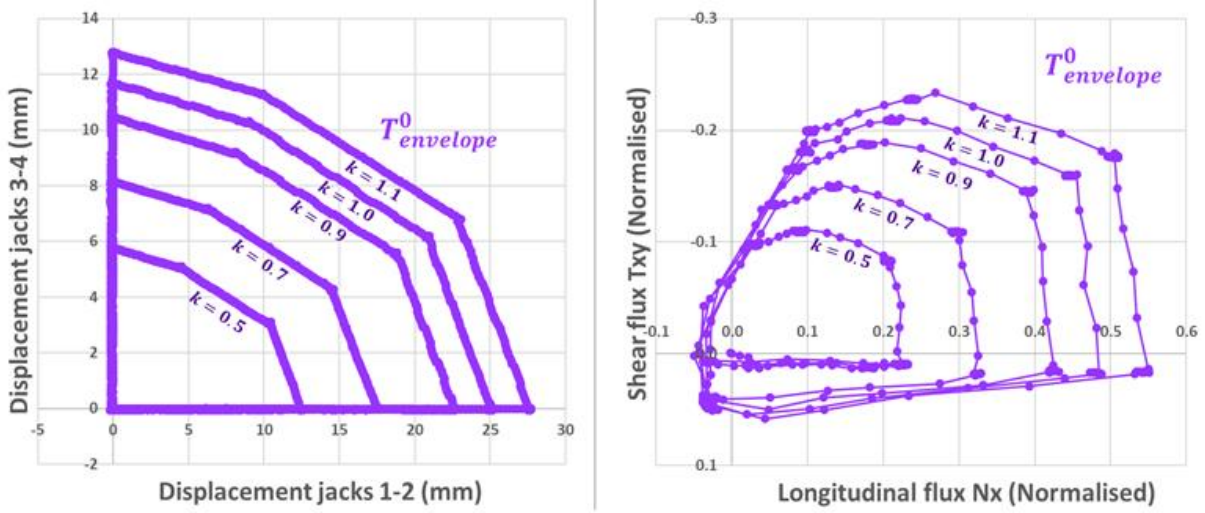 14
12
10
8
6
4
2
0
-2
-5
0
5
10
15
20
25
30
Displacement jacks 3-4 (mm)
Displacement jacks 1-2 (mm)
T⁰envelope
k = 1.1
k = 1.0
k = 0.9
k = 0.7
k = 0.5
-0.3
-0.2
-0.1
0.0
0.1
-0.1
0.0
0.1
0.2
0.3
0.4
0.5
0.6
Shear flux Txy (Normalised)
Longitudinal flux Nx (Normalised)
T⁰envelope
k = 1.1
k = 1.0
k = 0.9
k = 0.7
k = 0.5